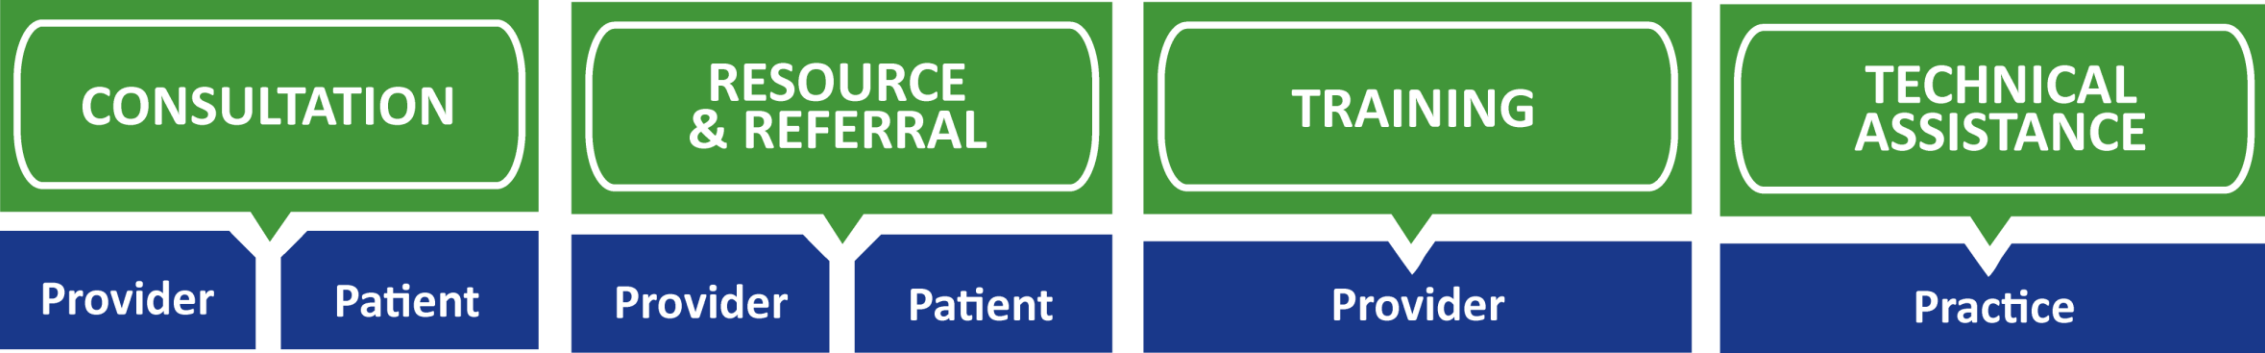 CONSULTATION
Provider
Patient
RESOURCE
& REFERRAL
Provider
Patient
TRAINING
Provider
TECHNICAL
ASSISTANCE
Practice